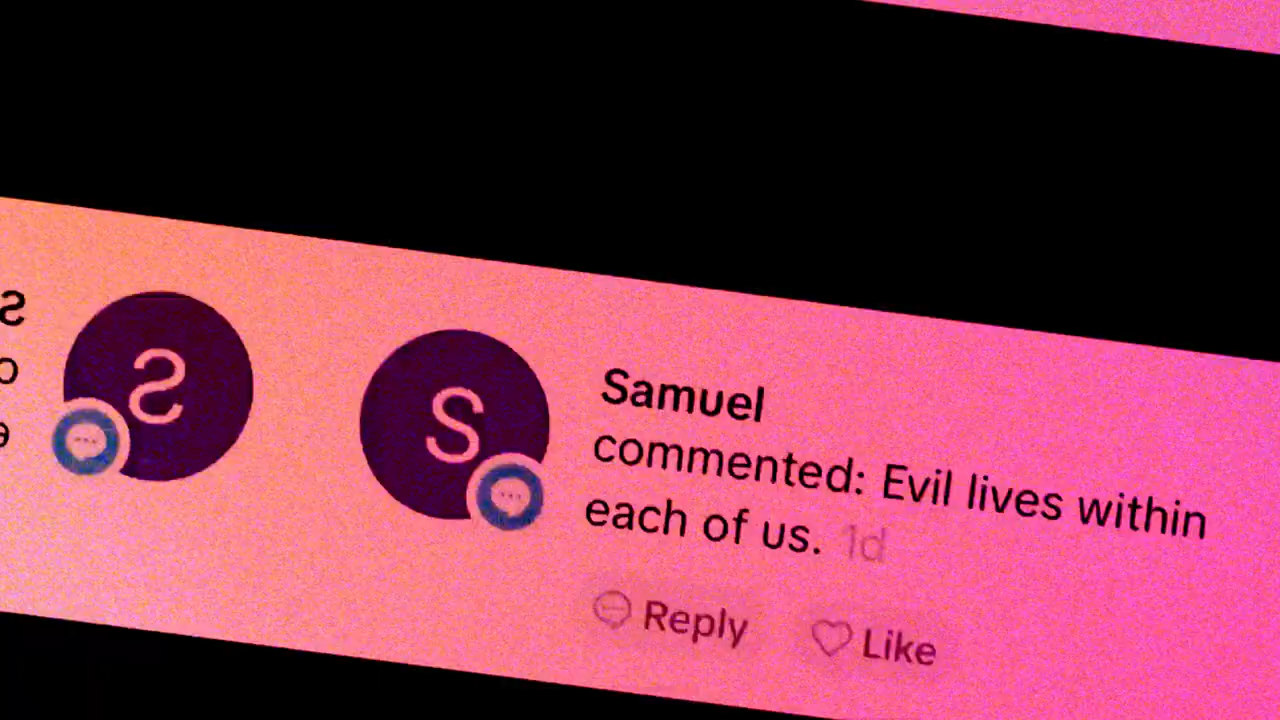 S
S
Samuel
commented: Evil lives within
each of us. 1d
Reply Like